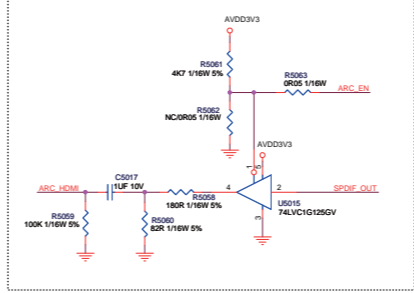 AVDD3V3
R5061
4K7 1/16W 5%
R5063
0R05 1/16W
ARC_EN
R5062
NC/0R05 1/16W
AVDD3V3
1
5
C5017
1UF 10V
ARC_HDMI
R5058
180R 1/16W 5%
4
2
SPDIF_OUT
U5015
74LVC1G125GV
3
R5059
100K 1/16W 5%
R5060
82R 1/16W 5%